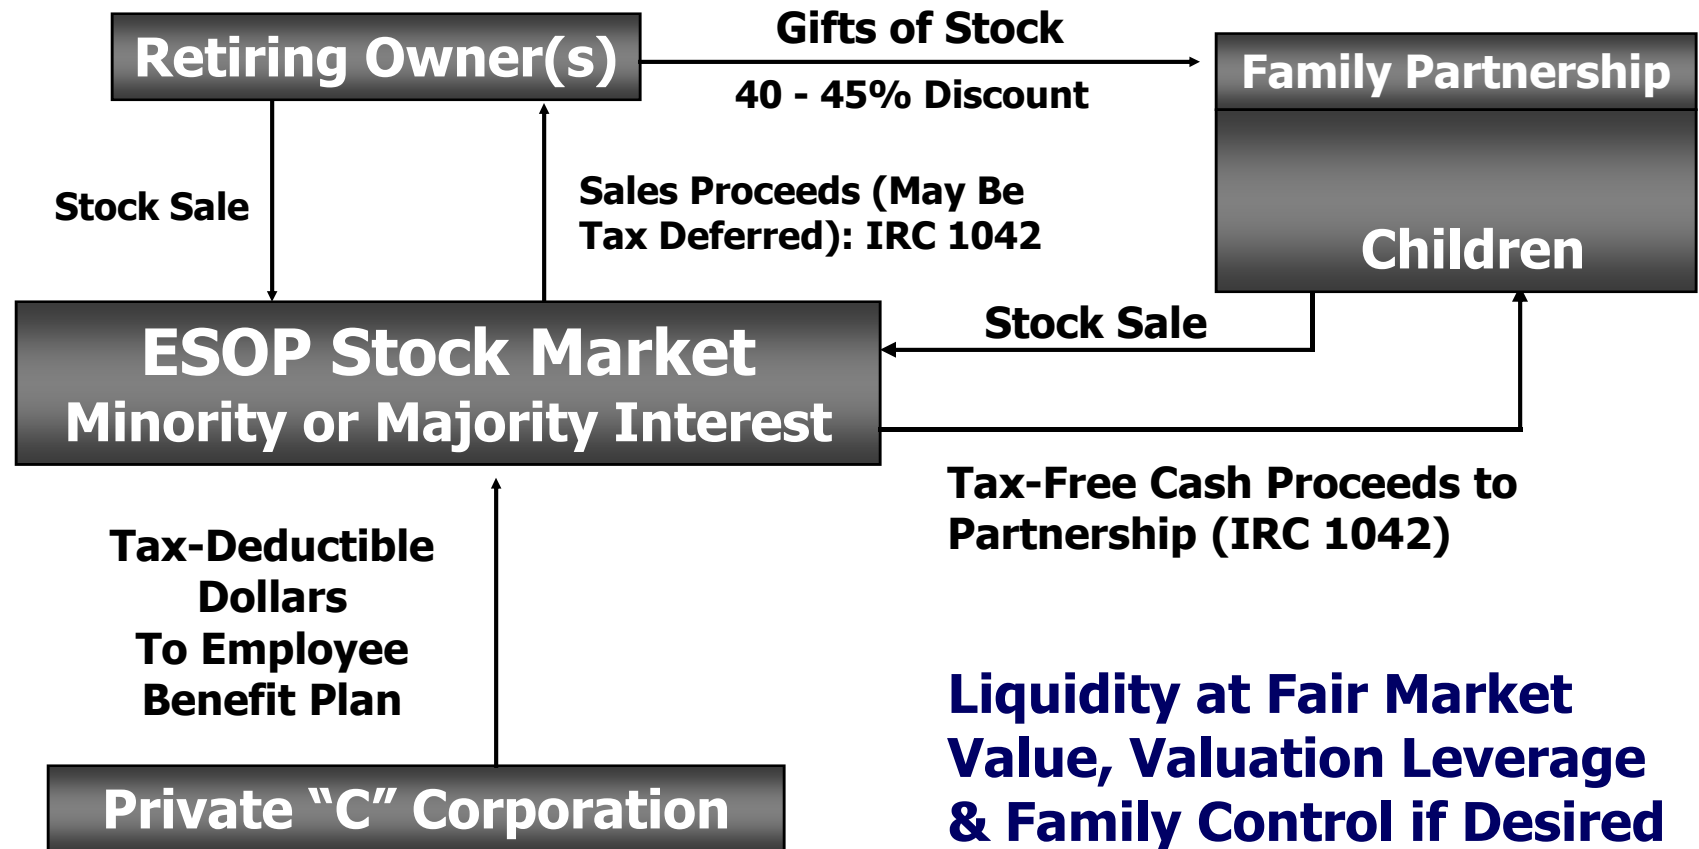 Retiring Owner(s)
Gifts of Stock
40 - 45% Discount
Family Partnership
Children
Stock Sale
Sales Proceeds (May Be
Tax Deferred): IRC 1042
Stock Sale
ESOP Stock Market
Minority or Majority Interest
Tax-Free Cash Proceeds to
Partnership (IRC 1042)
Tax-Deductible
Dollars
To Employee
Benefit Plan
Private “C” Corporation
Liquidity at Fair Market
Value, Valuation Leverage
& Family Control if Desired